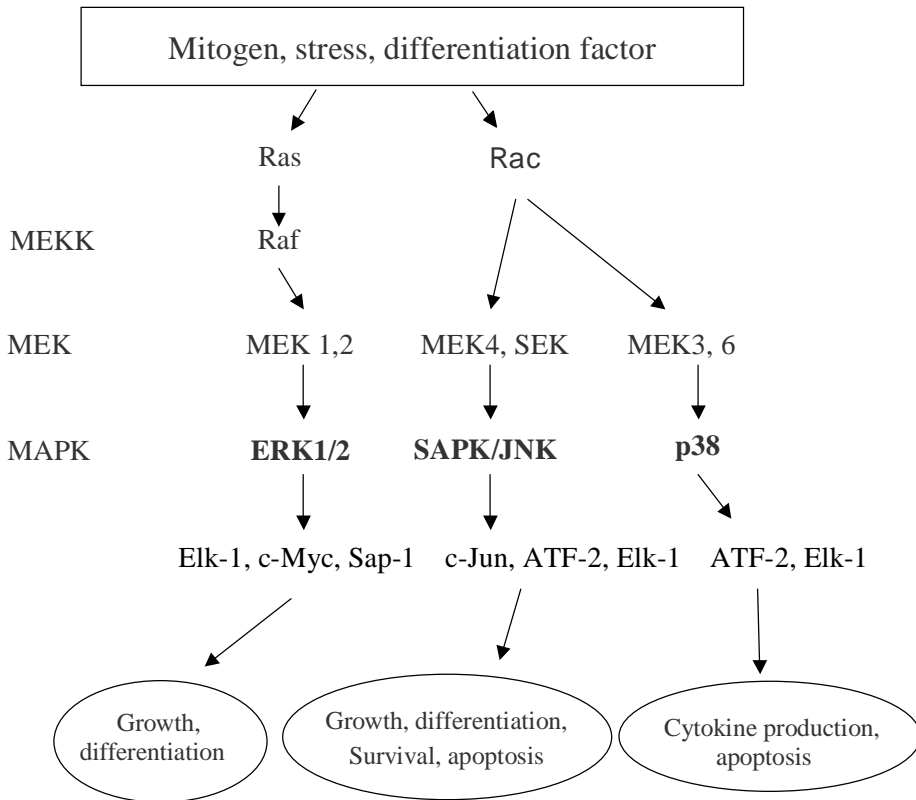 Mitogen, stress, differentiation factor
Ras
Rac
MEKK
Raf
MEK
MEK 1,2
MEK4, SEK
MEK3, 6
MAPK
ERK1/2
SAPK/JNK
p38
Elk-1, c-Myc, Sap-1
c-Jun, ATF-2, Elk-1
ATF-2, Elk-1
Growth,
differentiation
Growth, differentiation,
Survival, apoptosis
Cytokine production,
apoptosis